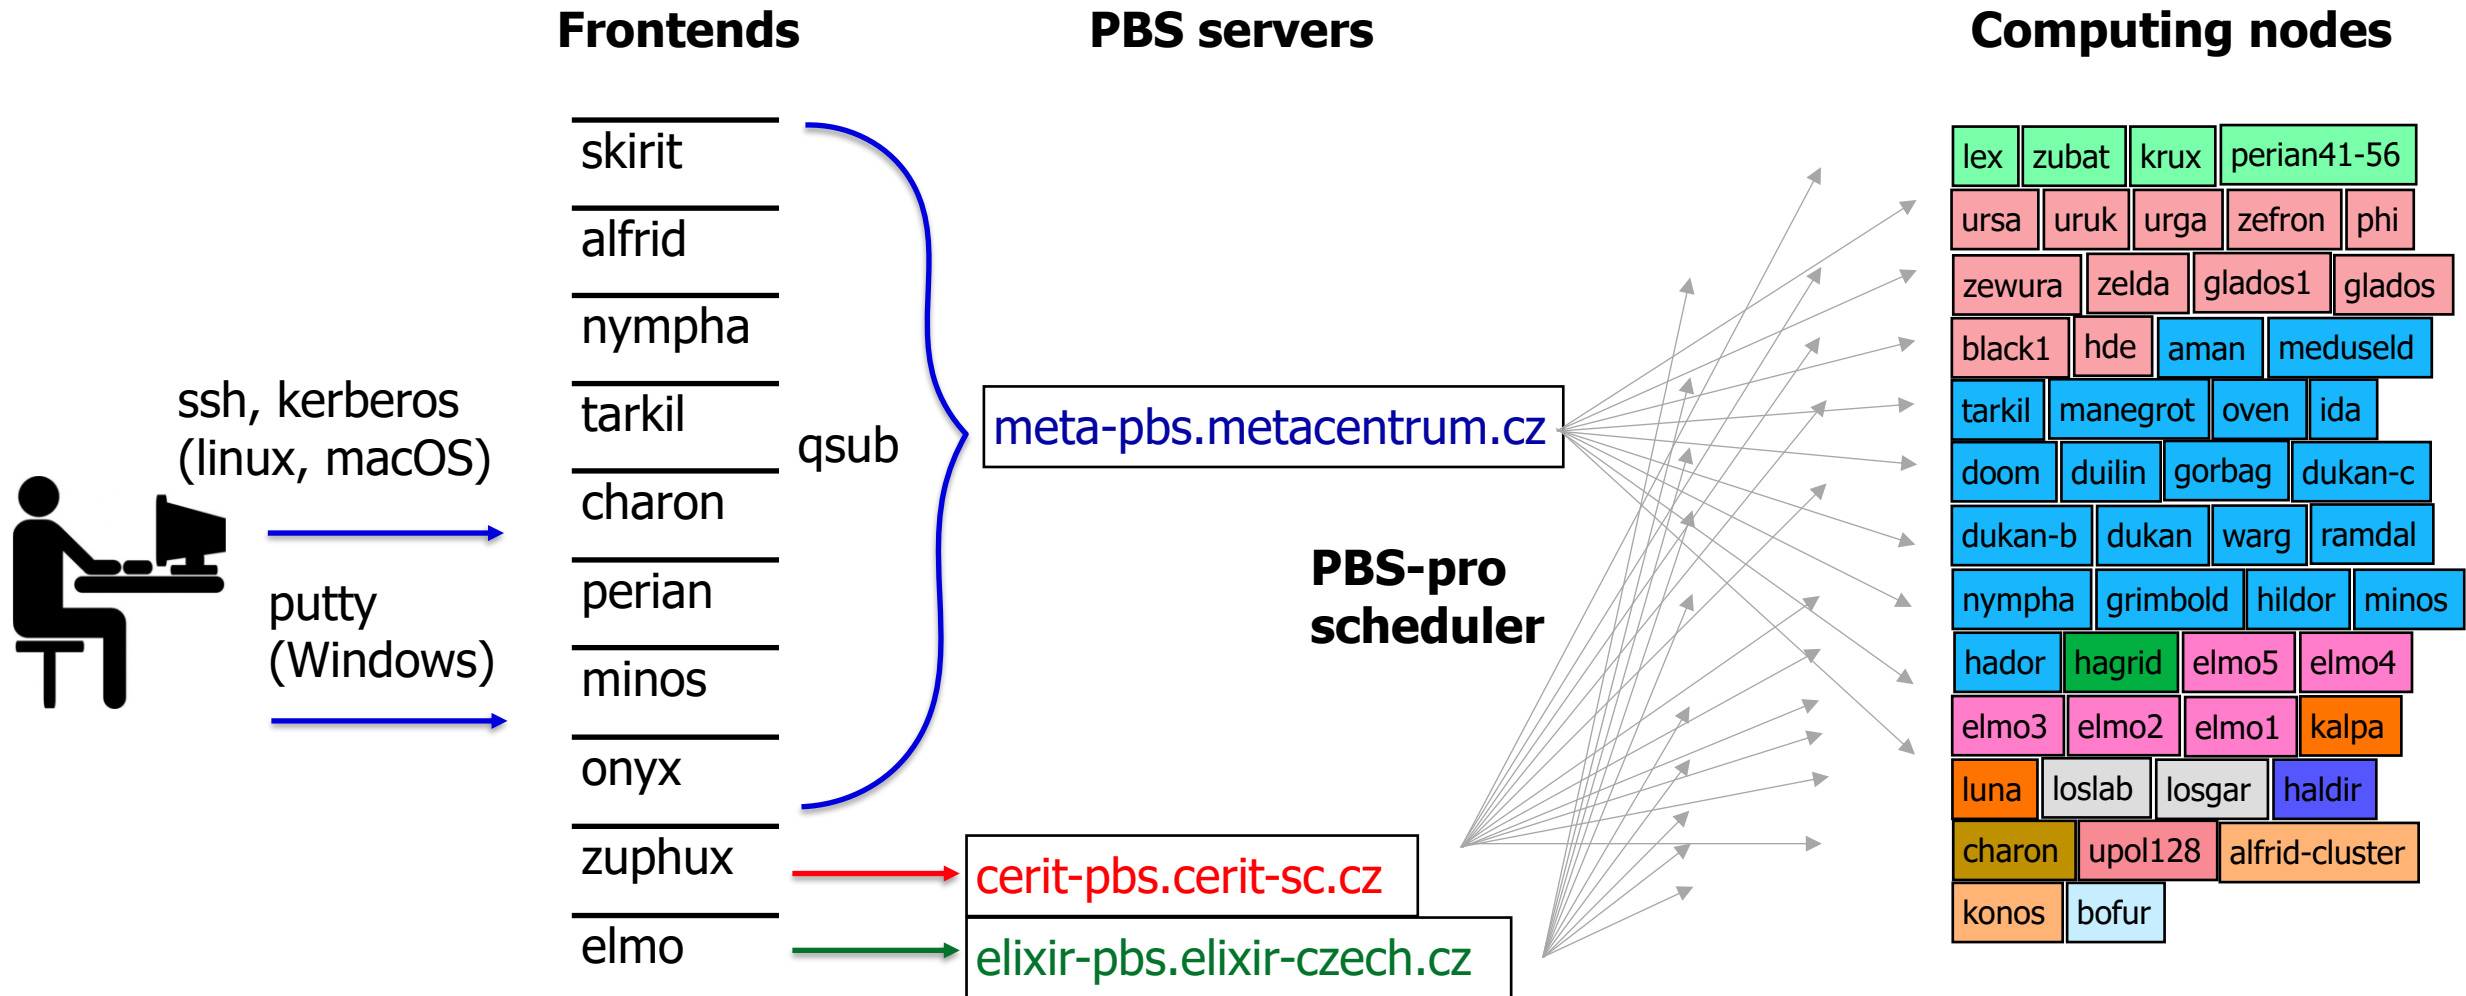 Frontends
PBS servers
Computing nodes
skirit
alfrid
nympha
tarkil
charon
perian
minos
onyx
zuphux
elmo
ssh, kerberos
(linux, macOS)
putty
(Windows)
qsub
meta-pbs.metacentrum.cz
cerit-pbs.cerit-sc.cz
elixir-pbs.elixir-czech.cz
PBS-pro
scheduler
lex zubat krux perian41-56
ursa uruk urga zefron phi
zewura zelda glados1 glados
black1 hde aman meduseld
tarkil manegrot oven ida
doom duilin gorbag dukan-c
dukan-b dukan warg ramdal
nympha grimbold hildor minos
hador hagrid elmo5 elmo4
elmo3 elmo2 elmo1 kalpa
luna loslab losgar haldir
charon upol128 alfrid-cluster
konos bofur